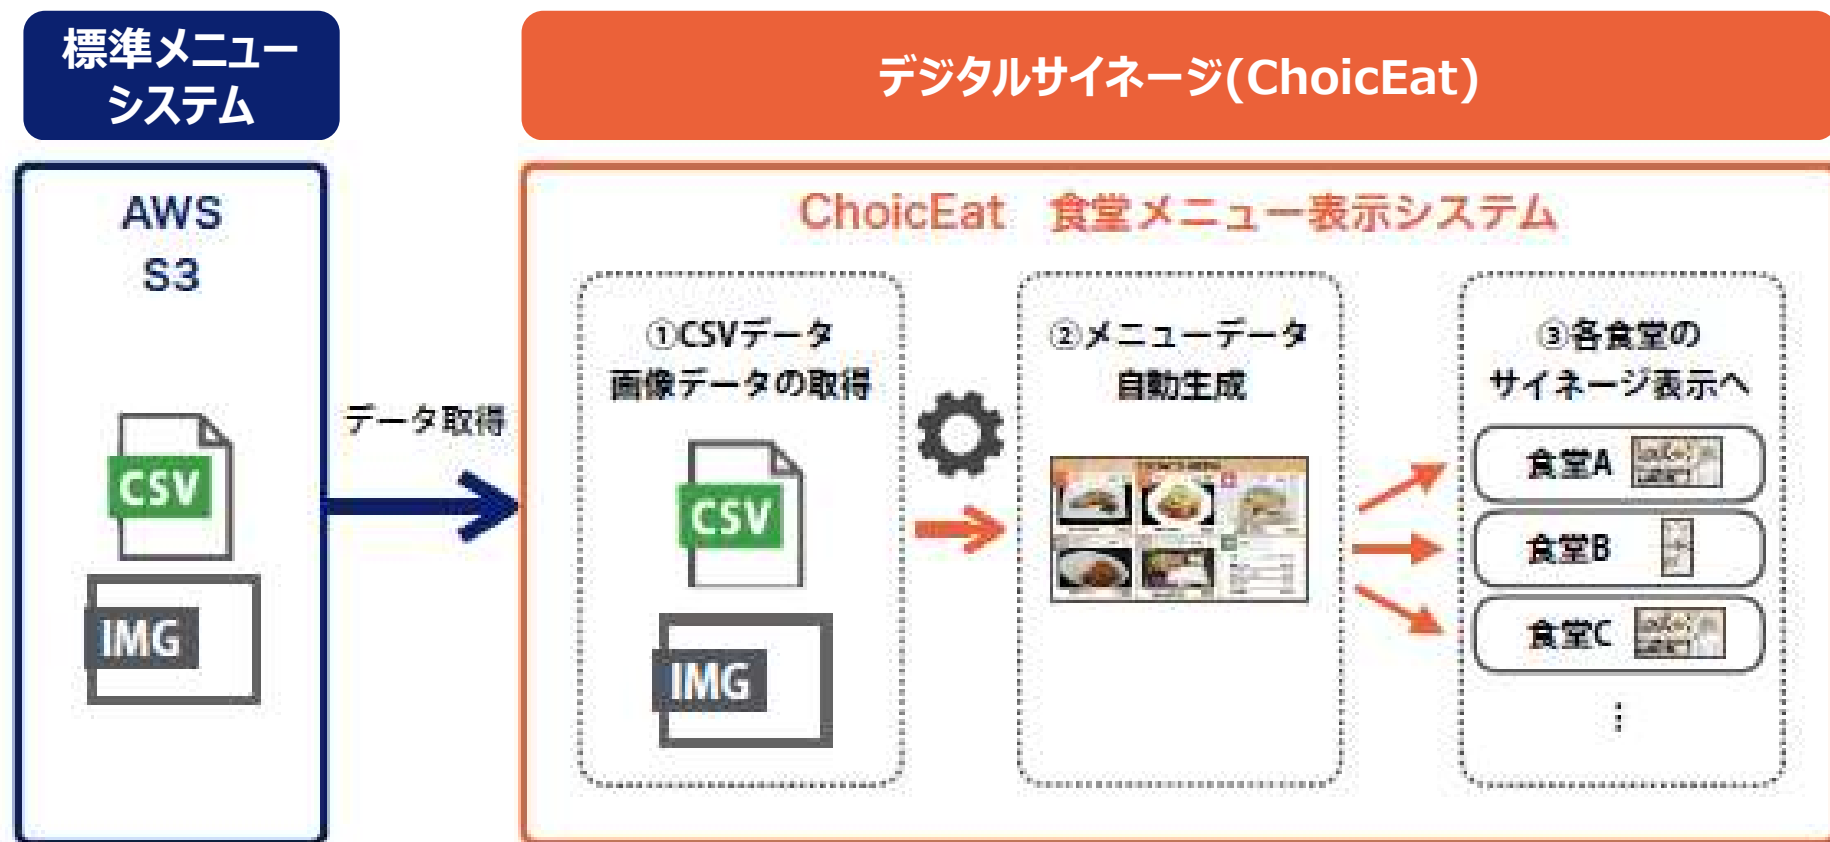 標準メニュー
システム
デジタルサイネージ(ChoicEat)
AWS
S3
CSV
IMG
データ取得
ChoicEat 食堂メニュー表示システム
①CSVデータ
画像データの取得
CSV
IMG
②メニューデータ
自動生成
③各食堂の
サイネージ表示へ
食堂A
食堂B
食堂C
⋮